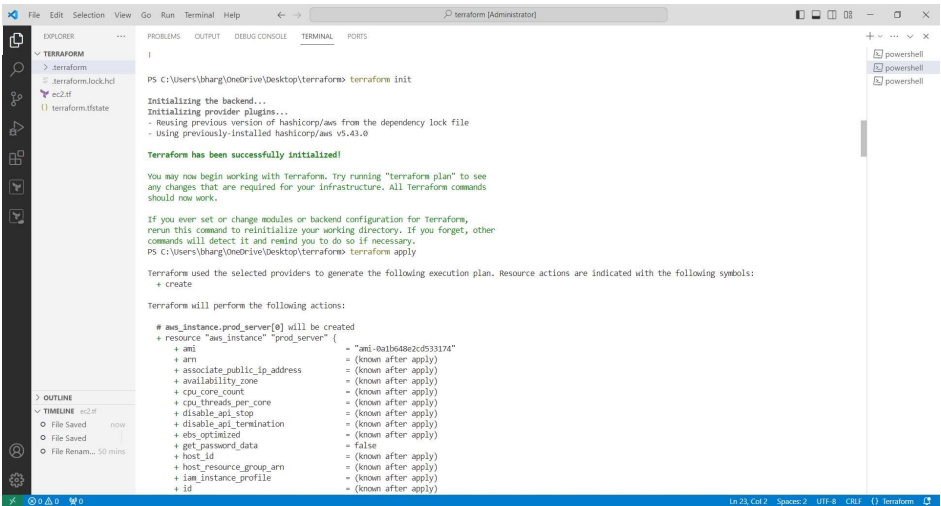 File Edit Selection View Go Run Terminal Help
terraform [Administrator]
EXPLORER
TERRAFORM
.terraform
.terraform.lock.hcl
ec2.tf
terraform.tfstate
OUTLINE
TIMELINE ec2.tf
File Saved now
File Saved
File Renam... 50 mins
PROBLEMS OUTPUT DEBUG CONSOLE TERMINAL PORTS
PS C:\Users\bharg\OneDrive\Desktop\terraform> terraform init
Initializing the backend...
Initializing provider plugins...
- Reusing previous version of hashicorp/aws from the dependency lock file
- Using previously-installed hashicorp/aws v5.43.0
Terraform has been successfully initialized!
You may now begin working with Terraform. Try running "terraform plan" to see
any changes that are required for your infrastructure. All Terraform commands
should now work.
If you ever set or change modules or backend configuration for Terraform,
rerun this command to reinitialize your working directory. If you forget, other
commands will detect it and remind you to do so if necessary.
PS C:\Users\bharg\OneDrive\Desktop\terraform> terraform apply
Terraform used the selected providers to generate the following execution plan. Resource actions are indicated with the following symbols:
+ create
Terraform will perform the following actions:
# aws_instance.prod_server[0] will be created
+ resource "aws_instance" "prod_server" {
+ ami = "ami-0a1b648e2cd533174"
+ arn = (known after apply)
+ associate_public_ip_address = (known after apply)
+ availability_zone = (known after apply)
+ cpu_core_count = (known after apply)
+ cpu_threads_per_core = (known after apply)
+ disable_api_stop = (known after apply)
+ disable_api_termination = (known after apply)
+ ebs_optimized = (known after apply)
+ get_password_data = false
+ host_id = (known after apply)
+ host_resource_group_arn = (known after apply)
+ iam_instance_profile = (known after apply)
+ id = (known after apply)
powershell
powershell
powershell
0 0 0
Ln 23, Col 2 Spaces: 2 UTF-8 CRLF {} Terraform